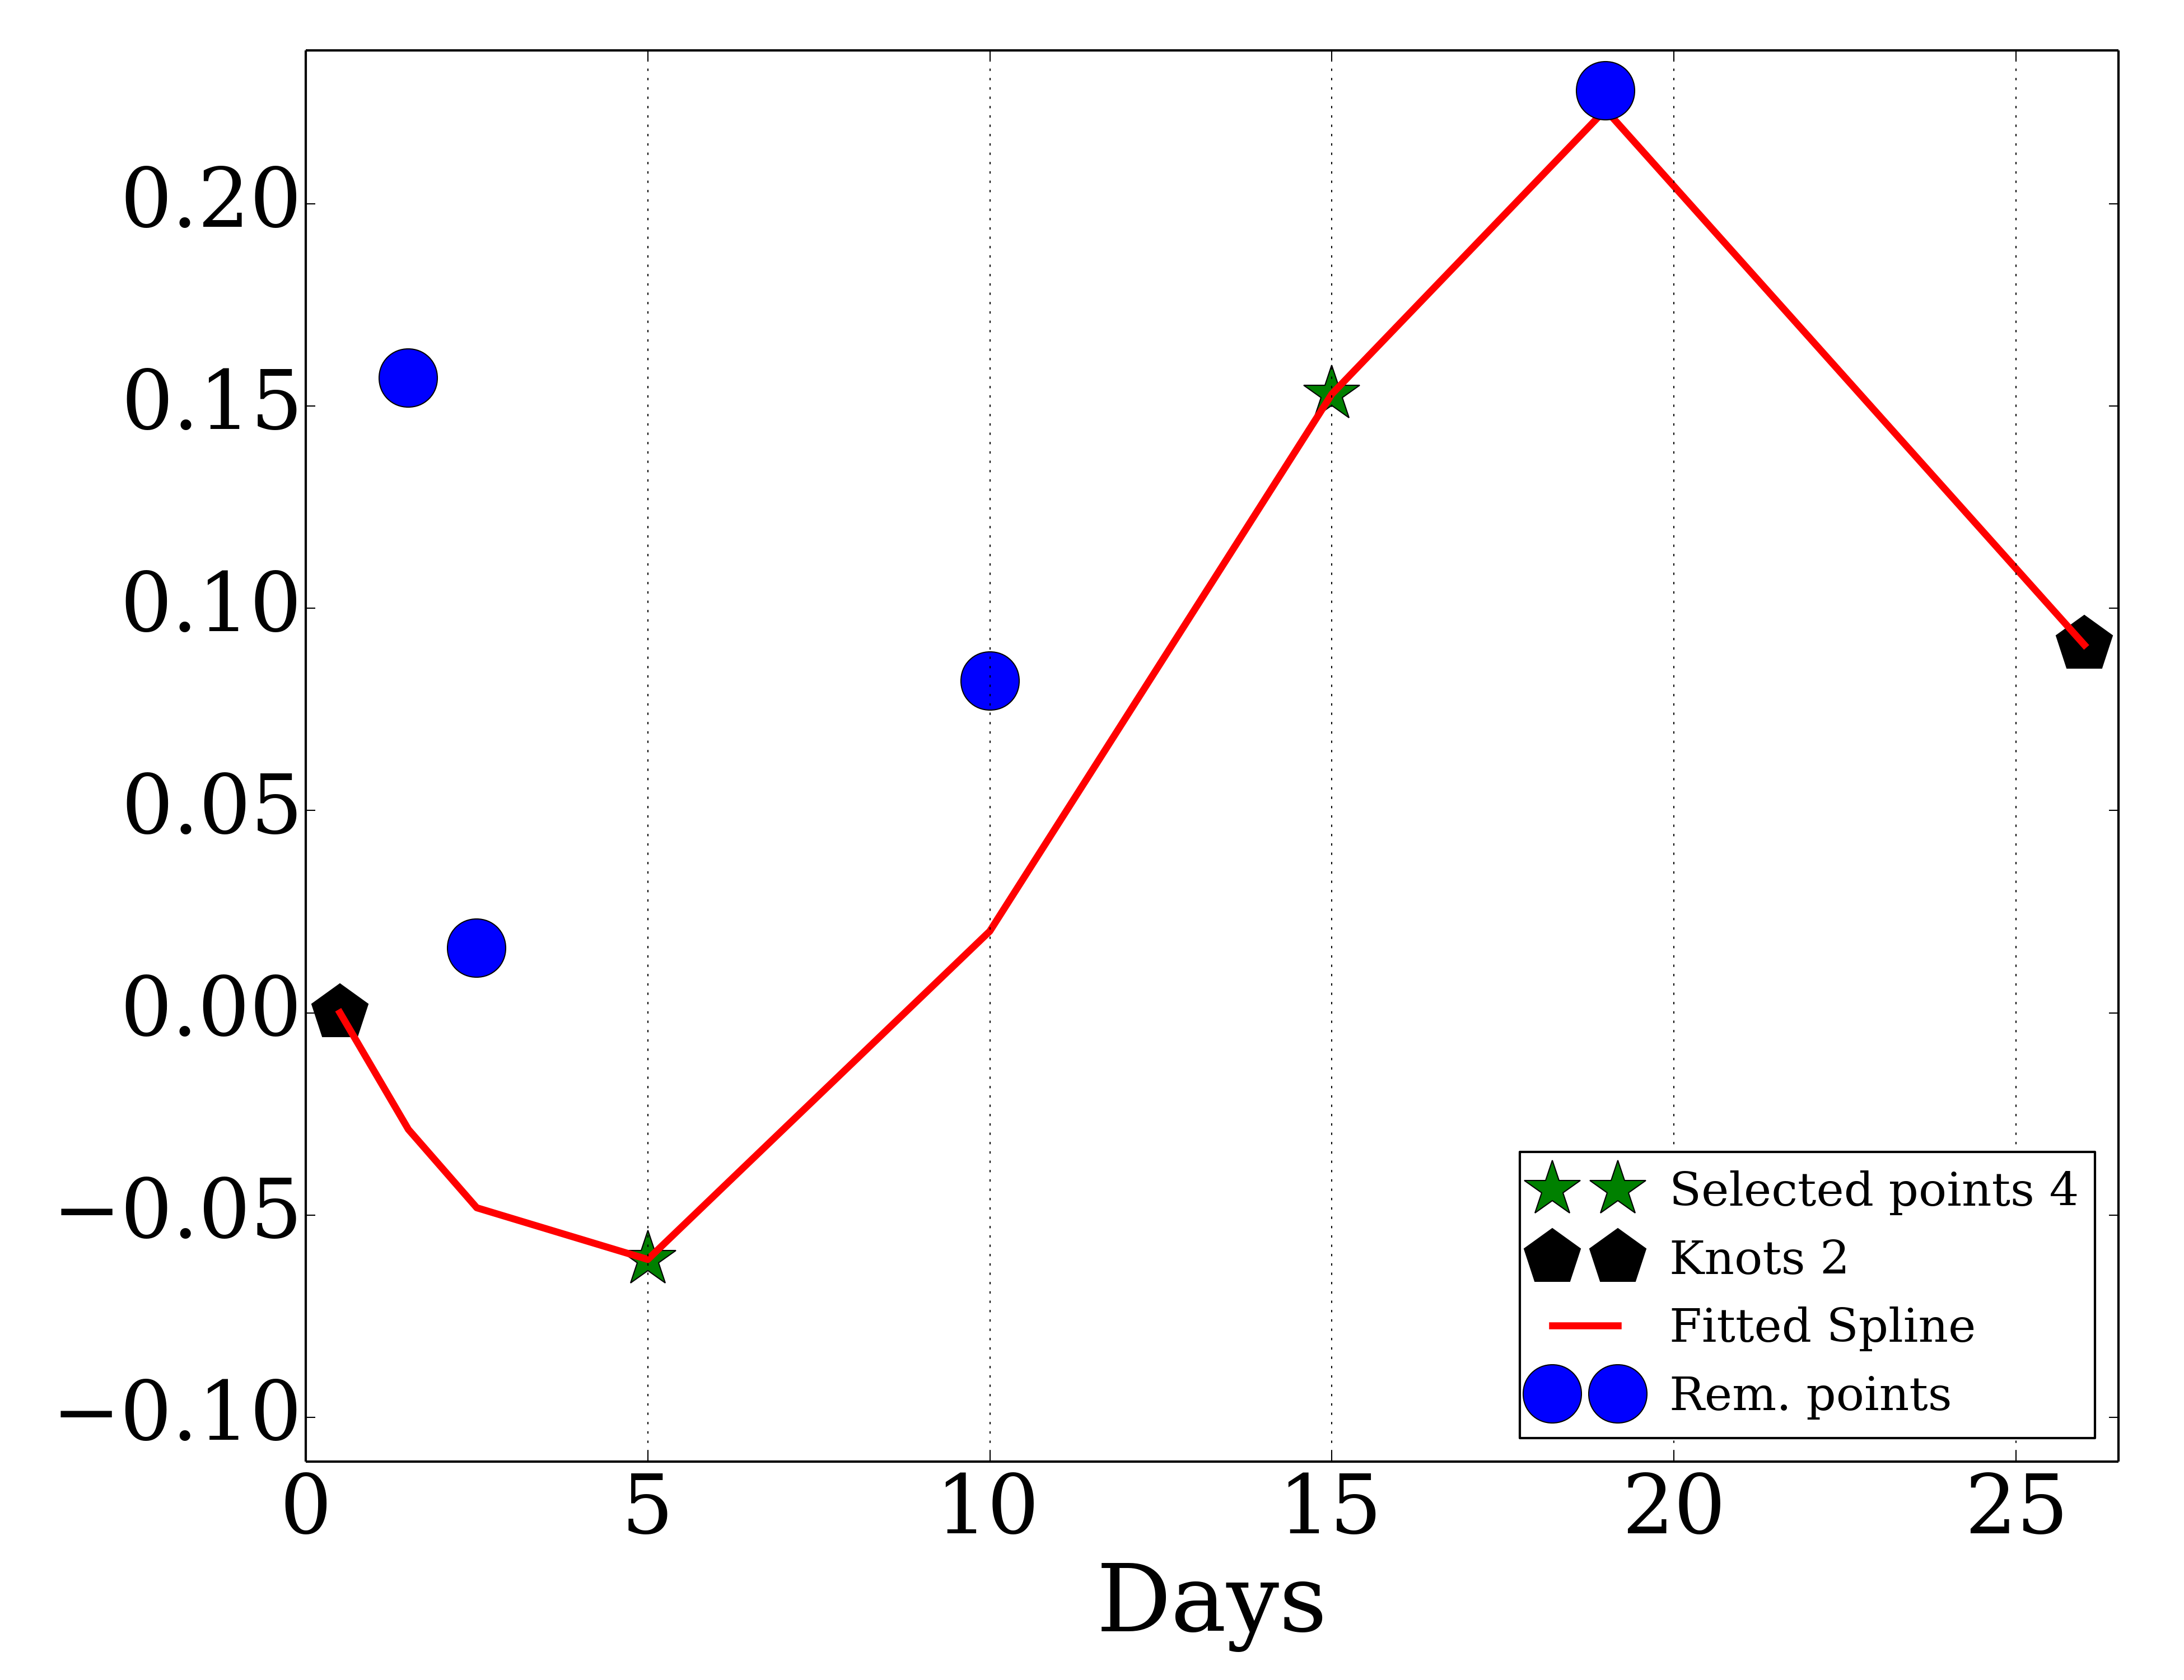 0.20
0.15
0.10
0.05
0.00
−0.05
−0.10
0 5 10 15 20 25
Days
Selected points 4
Knots 2
Fitted Spline
Rem. points